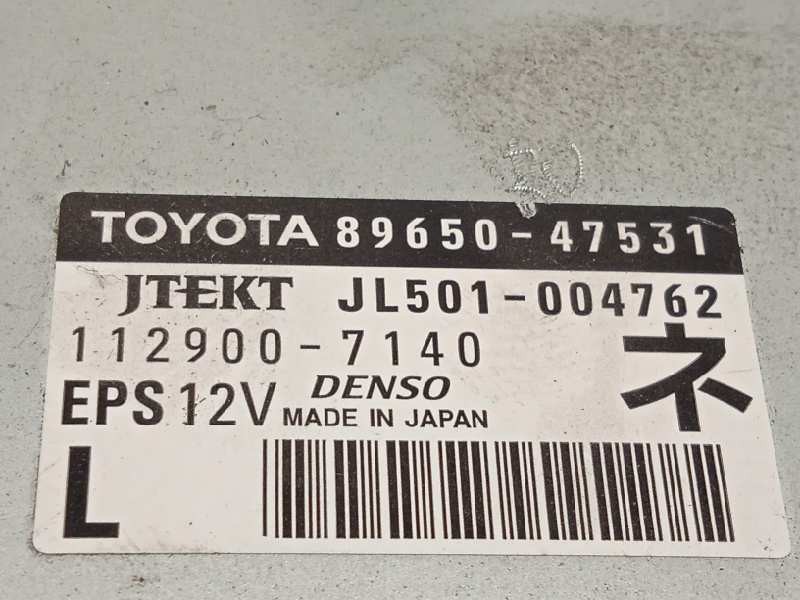 TOYOTA 89650-47531
JTEKT JL501-004762
112900-7140
ネ
EPS 12V DENSO
MADE IN JAPAN
L